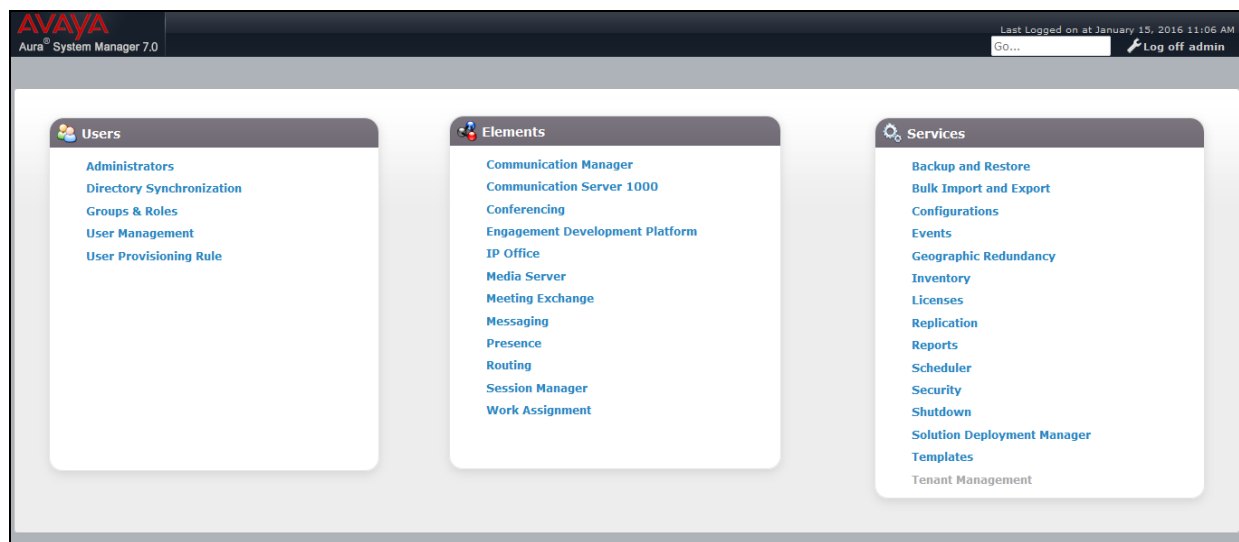 AVAYA
Aura® System Manager 7.0
Last Logged on at January 15, 2016 11:06 AM
Go...
Log off admin
Users
Administrators
Directory Synchronization
Groups & Roles
User Management
User Provisioning Rule
Elements
Communication Manager
Communication Server 1000
Conferencing
Engagement Development Platform
IP Office
Media Server
Meeting Exchange
Messaging
Presence
Routing
Session Manager
Work Assignment
Services
Backup and Restore
Bulk Import and Export
Configurations
Events
Geographic Redundancy
Inventory
Licenses
Replication
Reports
Scheduler
Security
Shutdown
Solution Deployment Manager
Templates
Tenant Management